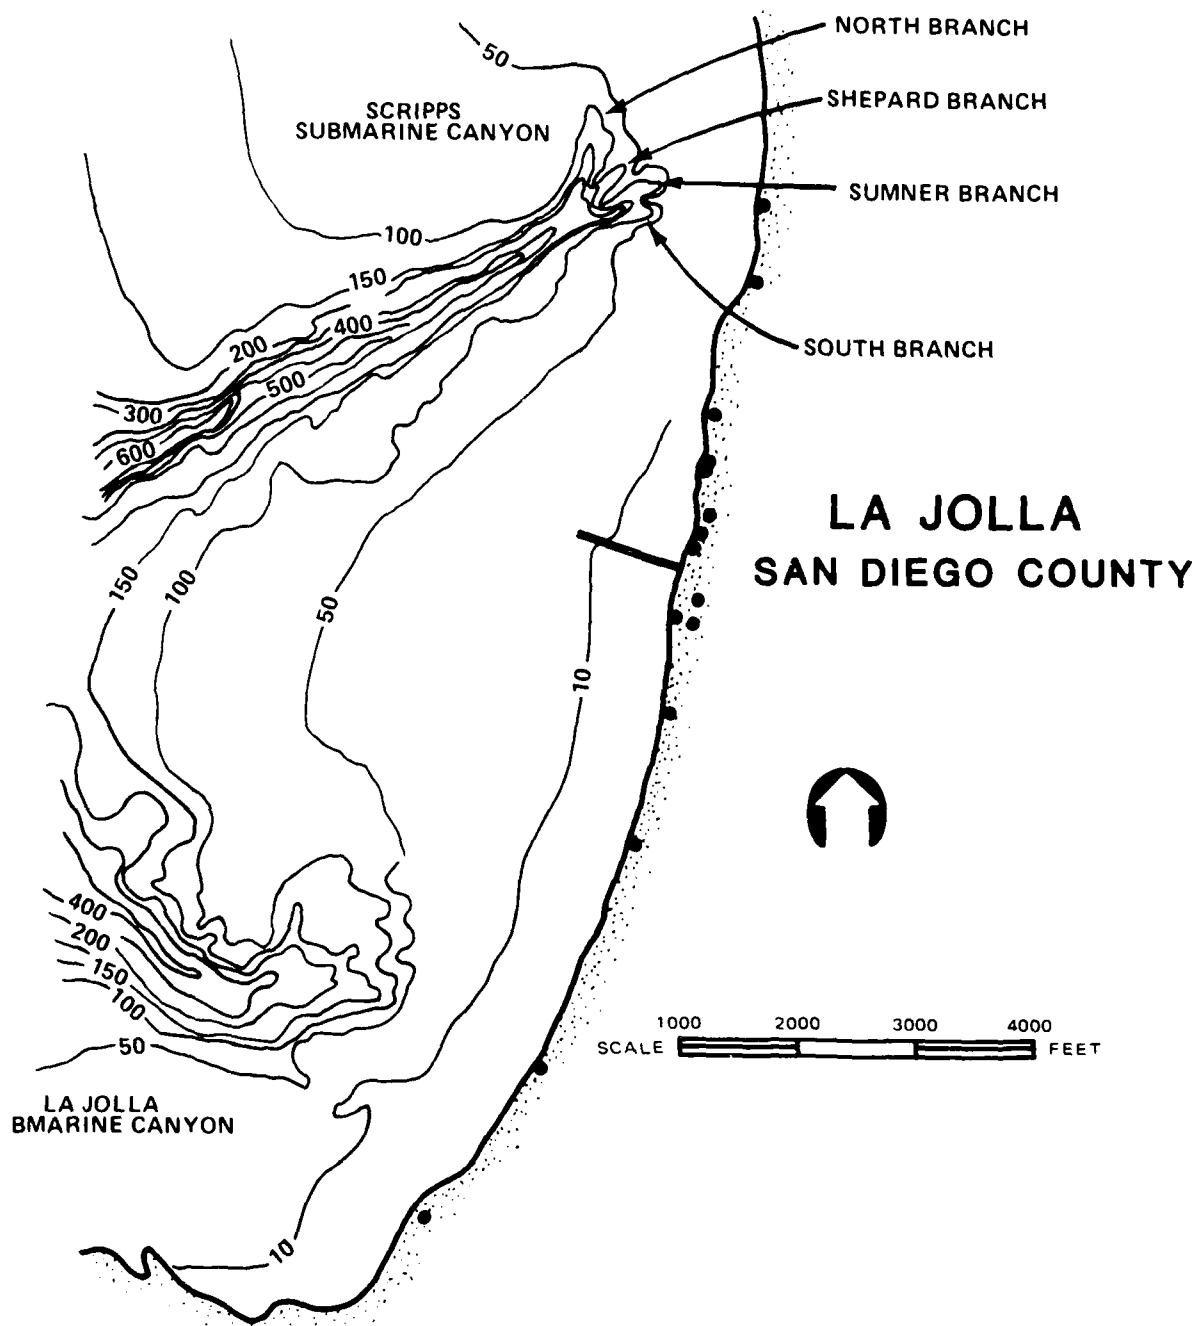 NORTH BRANCH
50
SHEPARD BRANCH
SCRIPPS
SUBMARINE CANYON
SUMNER BRANCH
100
150
400
200
SOUTH BRANCH
500
300
600
LA JOLLA
SAN DIEGO COUNTY
150
100
50
10
400
200
150
100
50
1000 2000 3000 4000
SCALE FEET
LA JOLLA
BMARINE CANYON
10